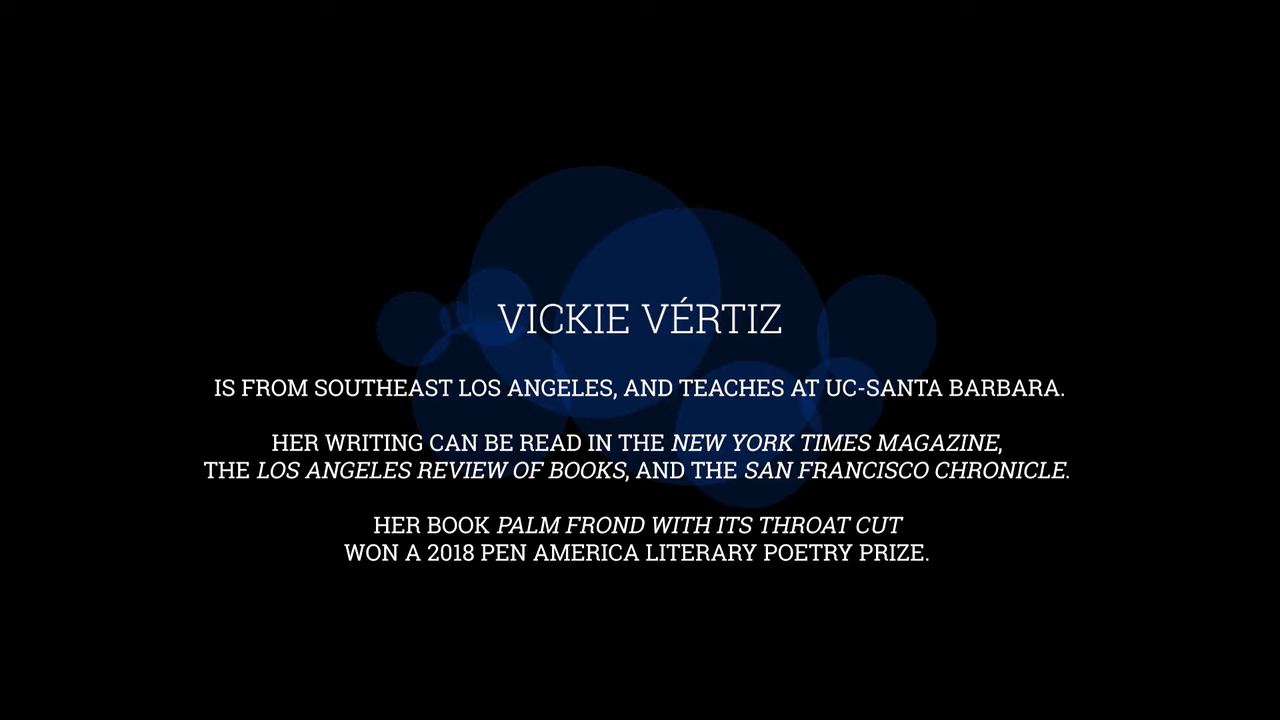 VICKIE VÉRTIZ
IS FROM SOUTHEAST LOS ANGELES, AND TEACHES AT UC-SANTA BARBARA.
HER WRITING CAN BE READ IN THE NEW YORK TIMES MAGAZINE,
THE LOS ANGELES REVIEW OF BOOKS, AND THE SAN FRANCISCO CHRONICLE.
HER BOOK PALM FROND WITH ITS THROAT CUT
WON A 2018 PEN AMERICA LITERARY POETRY PRIZE.